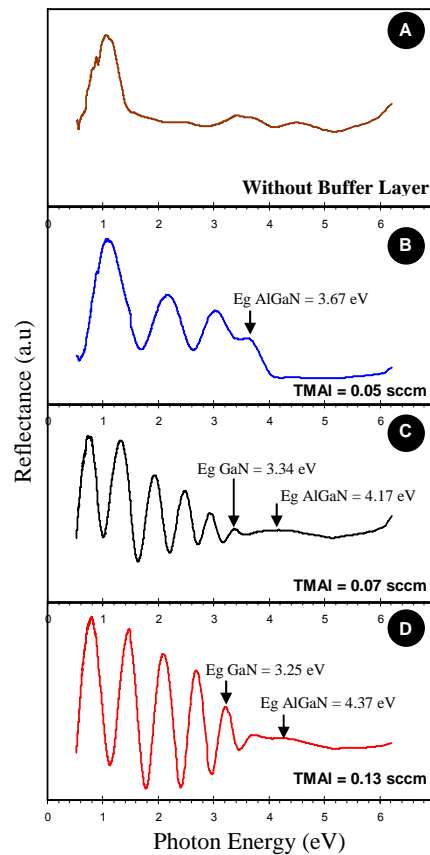 A
Without Buffer Layer
0 1 2 3 4 5 6
B
Eg AlGaN = 3.67 eV
TMAl = 0.05 sccm
0 1 2 3 4 5 6
C
Eg GaN = 3.34 eV
Eg AlGaN = 4.17 eV
TMAl = 0.07 sccm
0 1 2 3 4 5 6
D
Eg GaN = 3.25 eV
Eg AlGaN = 4.37 eV
TMAl = 0.13 sccm
0 1 2 3 4 5 6
Photon Energy (eV)
Reflectance (a.u)